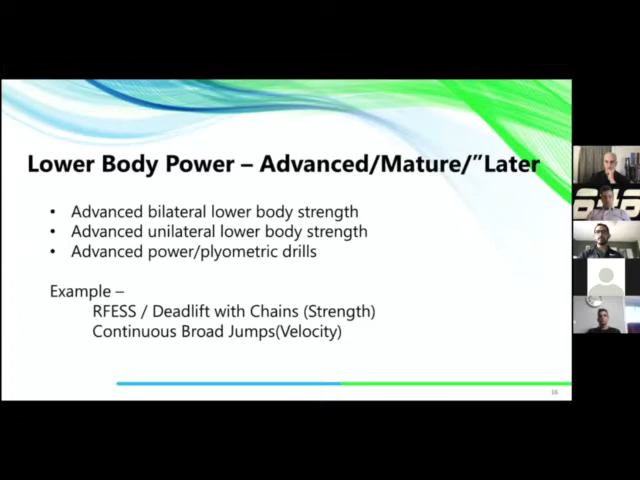 Lower Body Power – Advanced/Mature/”Later
• Advanced bilateral lower body strength
• Advanced unilateral lower body strength
• Advanced power/plyometric drills
Example –
RFESS / Deadlift with Chains (Strength)
Continuous Broad Jumps(Velocity)
16